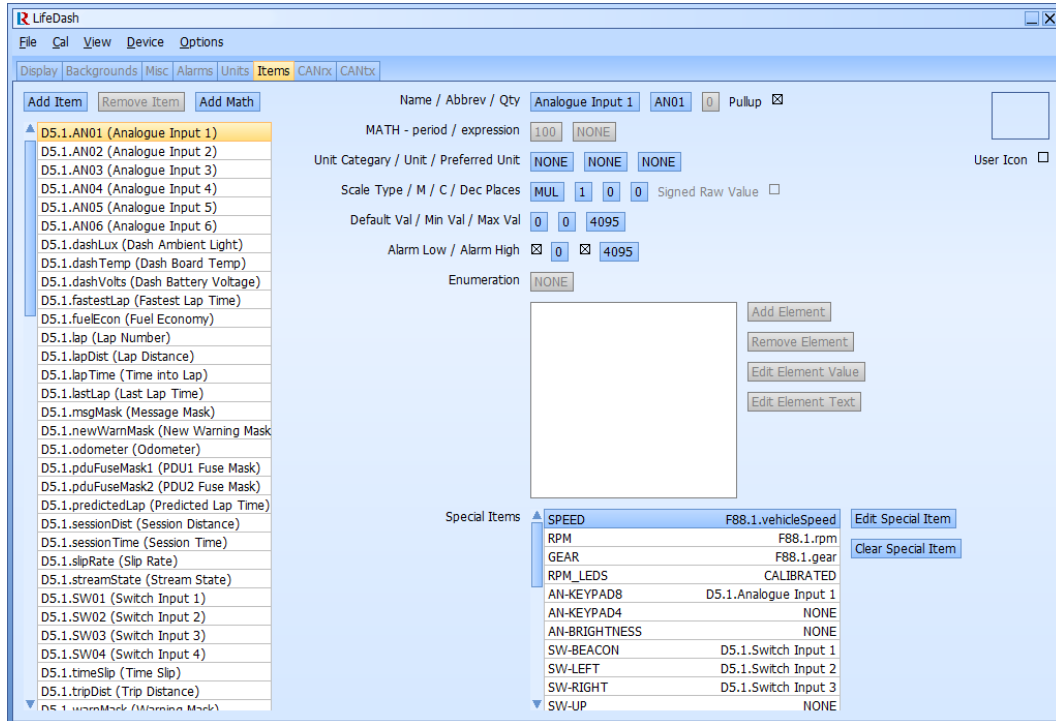 LifeDash
File Cal View Device Options
Display Backgrounds Misc Alarms Units Items CANrx CANtx
Add Item Remove Item Add Math
Name / Abbrev / Qty Analogue Input 1 AN01 0 Pullup
MATH - period / expression 100 NONE
Unit Categary / Unit / Preferred Unit NONE NONE NONE
User Icon
Scale Type / M / C / Dec Places MUL 1 0 0 Signed Raw Value
Default Val / Min Val / Max Val 0 0 4095
Alarm Low / Alarm High 0 4095
Enumeration NONE
Add Element
Remove Element
Edit Element Value
Edit Element Text
D5.1.AN01 (Analogue Input 1)
D5.1.AN02 (Analogue Input 2)
D5.1.AN03 (Analogue Input 3)
D5.1.AN04 (Analogue Input 4)
D5.1.AN05 (Analogue Input 5)
D5.1.AN06 (Analogue Input 6)
D5.1.dashLux (Dash Ambient Light)
D5.1.dashTemp (Dash Board Temp)
D5.1.dashVolts (Dash Battery Voltage)
D5.1.fastestLap (Fastest Lap Time)
D5.1.fuelEcon (Fuel Economy)
D5.1.lap (Lap Number)
D5.1.lapDist (Lap Distance)
D5.1.lapTime (Time into Lap)
D5.1.lastLap (Last Lap Time)
D5.1.msgMask (Message Mask)
D5.1.newWarnMask (New Warning Mask
D5.1.odometer (Odometer)
D5.1.pduFuseMask1 (PDU1 Fuse Mask)
D5.1.pduFuseMask2 (PDU2 Fuse Mask)
D5.1.predictedLap (Predicted Lap Time)
D5.1.sessionDist (Session Distance)
D5.1.sessionTime (Session Time)
D5.1.slipRate (Slip Rate)
D5.1.streamState (Stream State)
D5.1.SW01 (Switch Input 1)
D5.1.SW02 (Switch Input 2)
D5.1.SW03 (Switch Input 3)
D5.1.SW04 (Switch Input 4)
D5.1.timeSlip (Time Slip)
D5.1.tripDist (Trip Distance)
D5.1.warnMask (Warning Mask)
Special Items
SPEED F88.1.vehicleSpeed
RPM F88.1.rpm
GEAR F88.1.gear
RPM_LEDS CALIBRATED
AN-KEYPAD8 D5.1.Analogue Input 1
AN-KEYPAD4 NONE
AN-BRIGHTNESS NONE
SW-BEACON D5.1.Switch Input 1
SW-LEFT D5.1.Switch Input 2
SW-RIGHT D5.1.Switch Input 3
SW-UP NONE
Edit Special Item
Clear Special Item